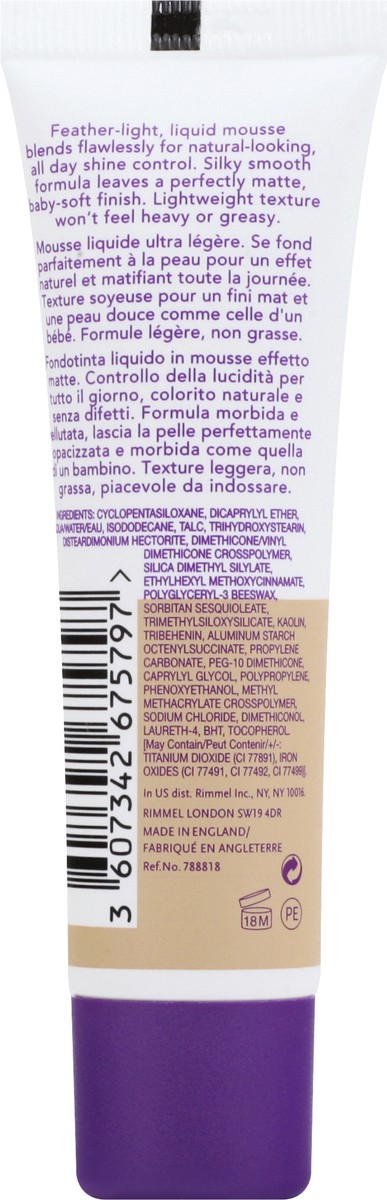 Feather-light, liquid mousse
blends flawlessly for natural-looking,
all day shine control. Silky smooth
formula leaves a perfectly matte,
baby-soft finish. Lightweight texture
won't feel heavy or greasy.
Mousse liquide ultra légère. Se fond
parfaitement à la peau pour un effet
naturel et matifiant toute la journée.
Texture soyeuse pour un fini mat et
une peau douce comme celle d'un
bébé. Formule légère, non grasse.
Fondotinta liquido in mousse effetto
matte. Controllo della lucidità per
tutto il giorno, colorito naturale e
senza difetti. Formula morbida e
ellutata, lascia la pelle perfettamente
opacizzata e morbida come quella
di un bambino. Texture leggera, non
grassa, piacevole da indossare.
INGREDIENTS: CYCLOPENTASILOXANE, DICAPRYLYL ETHER,
AQUA/WATER/EAU, ISODODECANE, TALC, TRIHYDROXYSTEARIN,
DISTEARDIMONIUM HECTORITE, DIMETHICONE/VINYL
DIMETHICONE CROSSPOLYMER,
SILICA DIMETHYL SILYLATE,
ETHYLHEXYL METHOXYCINNAMATE,
POLYGLYCERYL-3 BEESWAX,
SORBITAN SESQUIOLEATE,
TRIMETHYLSILOXYSILICATE, KAOLIN,
TRIBEHENIN, ALUMINUM STARCH
OCTENYLSUCCINATE, PROPYLENE
CARBONATE, PEG-10 DIMETHICONE,
CAPRYLYL GLYCOL, POLYPROPYLENE,
PHENOXYETHANOL, METHYL
METHACRYLATE CROSSPOLYMER,
SODIUM CHLORIDE, DIMETHICONOL,
LAURETH-4, BHT, TOCOPHEROL.
[May Contain/Peut Contenir/+/-:
TITANIUM DIOXIDE (CI 77891), IRON
OXIDES (CI 77491, CI 77492, CI 77499)].
In US dist. Rimmel Inc., NY, NY 10016.
RIMMEL LONDON SW19 4DR
MADE IN ENGLAND/
FABRIQUÉ EN ANGLETERRE
Ref.No. 788818
18M
PE
3 607342 675797 >